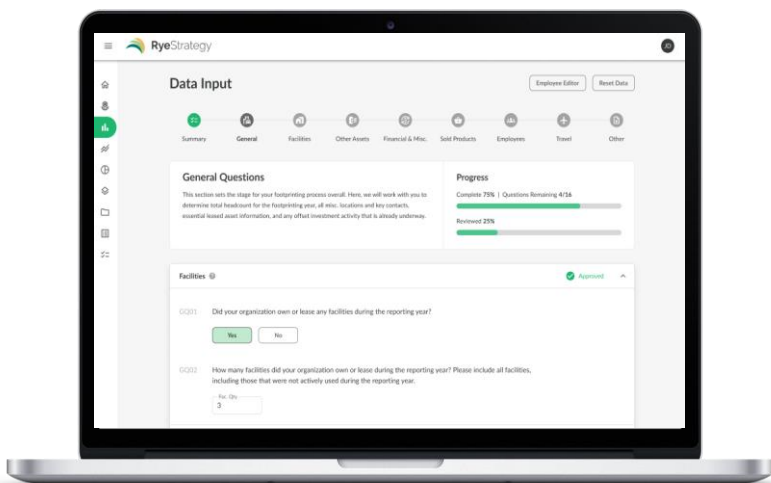 RyeStrategy
JD
Data Input
Employee Editor
Reset Data
Summary
General
Facilities
Other Assets
Financial & Misc.
Sold Products
Employees
Travel
Other
General Questions
This section sets the stage for your footprinting process overall. Here, we will work with you to
determine total headcount for the footprinting year, all misc. locations and key contacts,
essential leased asset information, and any offset investment activity that is already underway.
Progress
Complete 75% | Questions Remaining 4/16
Reviewed 25%
Facilities
Approved
GQ01 Did your organization own or lease any facilities during the reporting year?
Yes
No
GQ02 How many facilities did your organization own or lease during the reporting year? Please include all facilities,
including those that were not actively used during the reporting year.
Fac. Qty
3